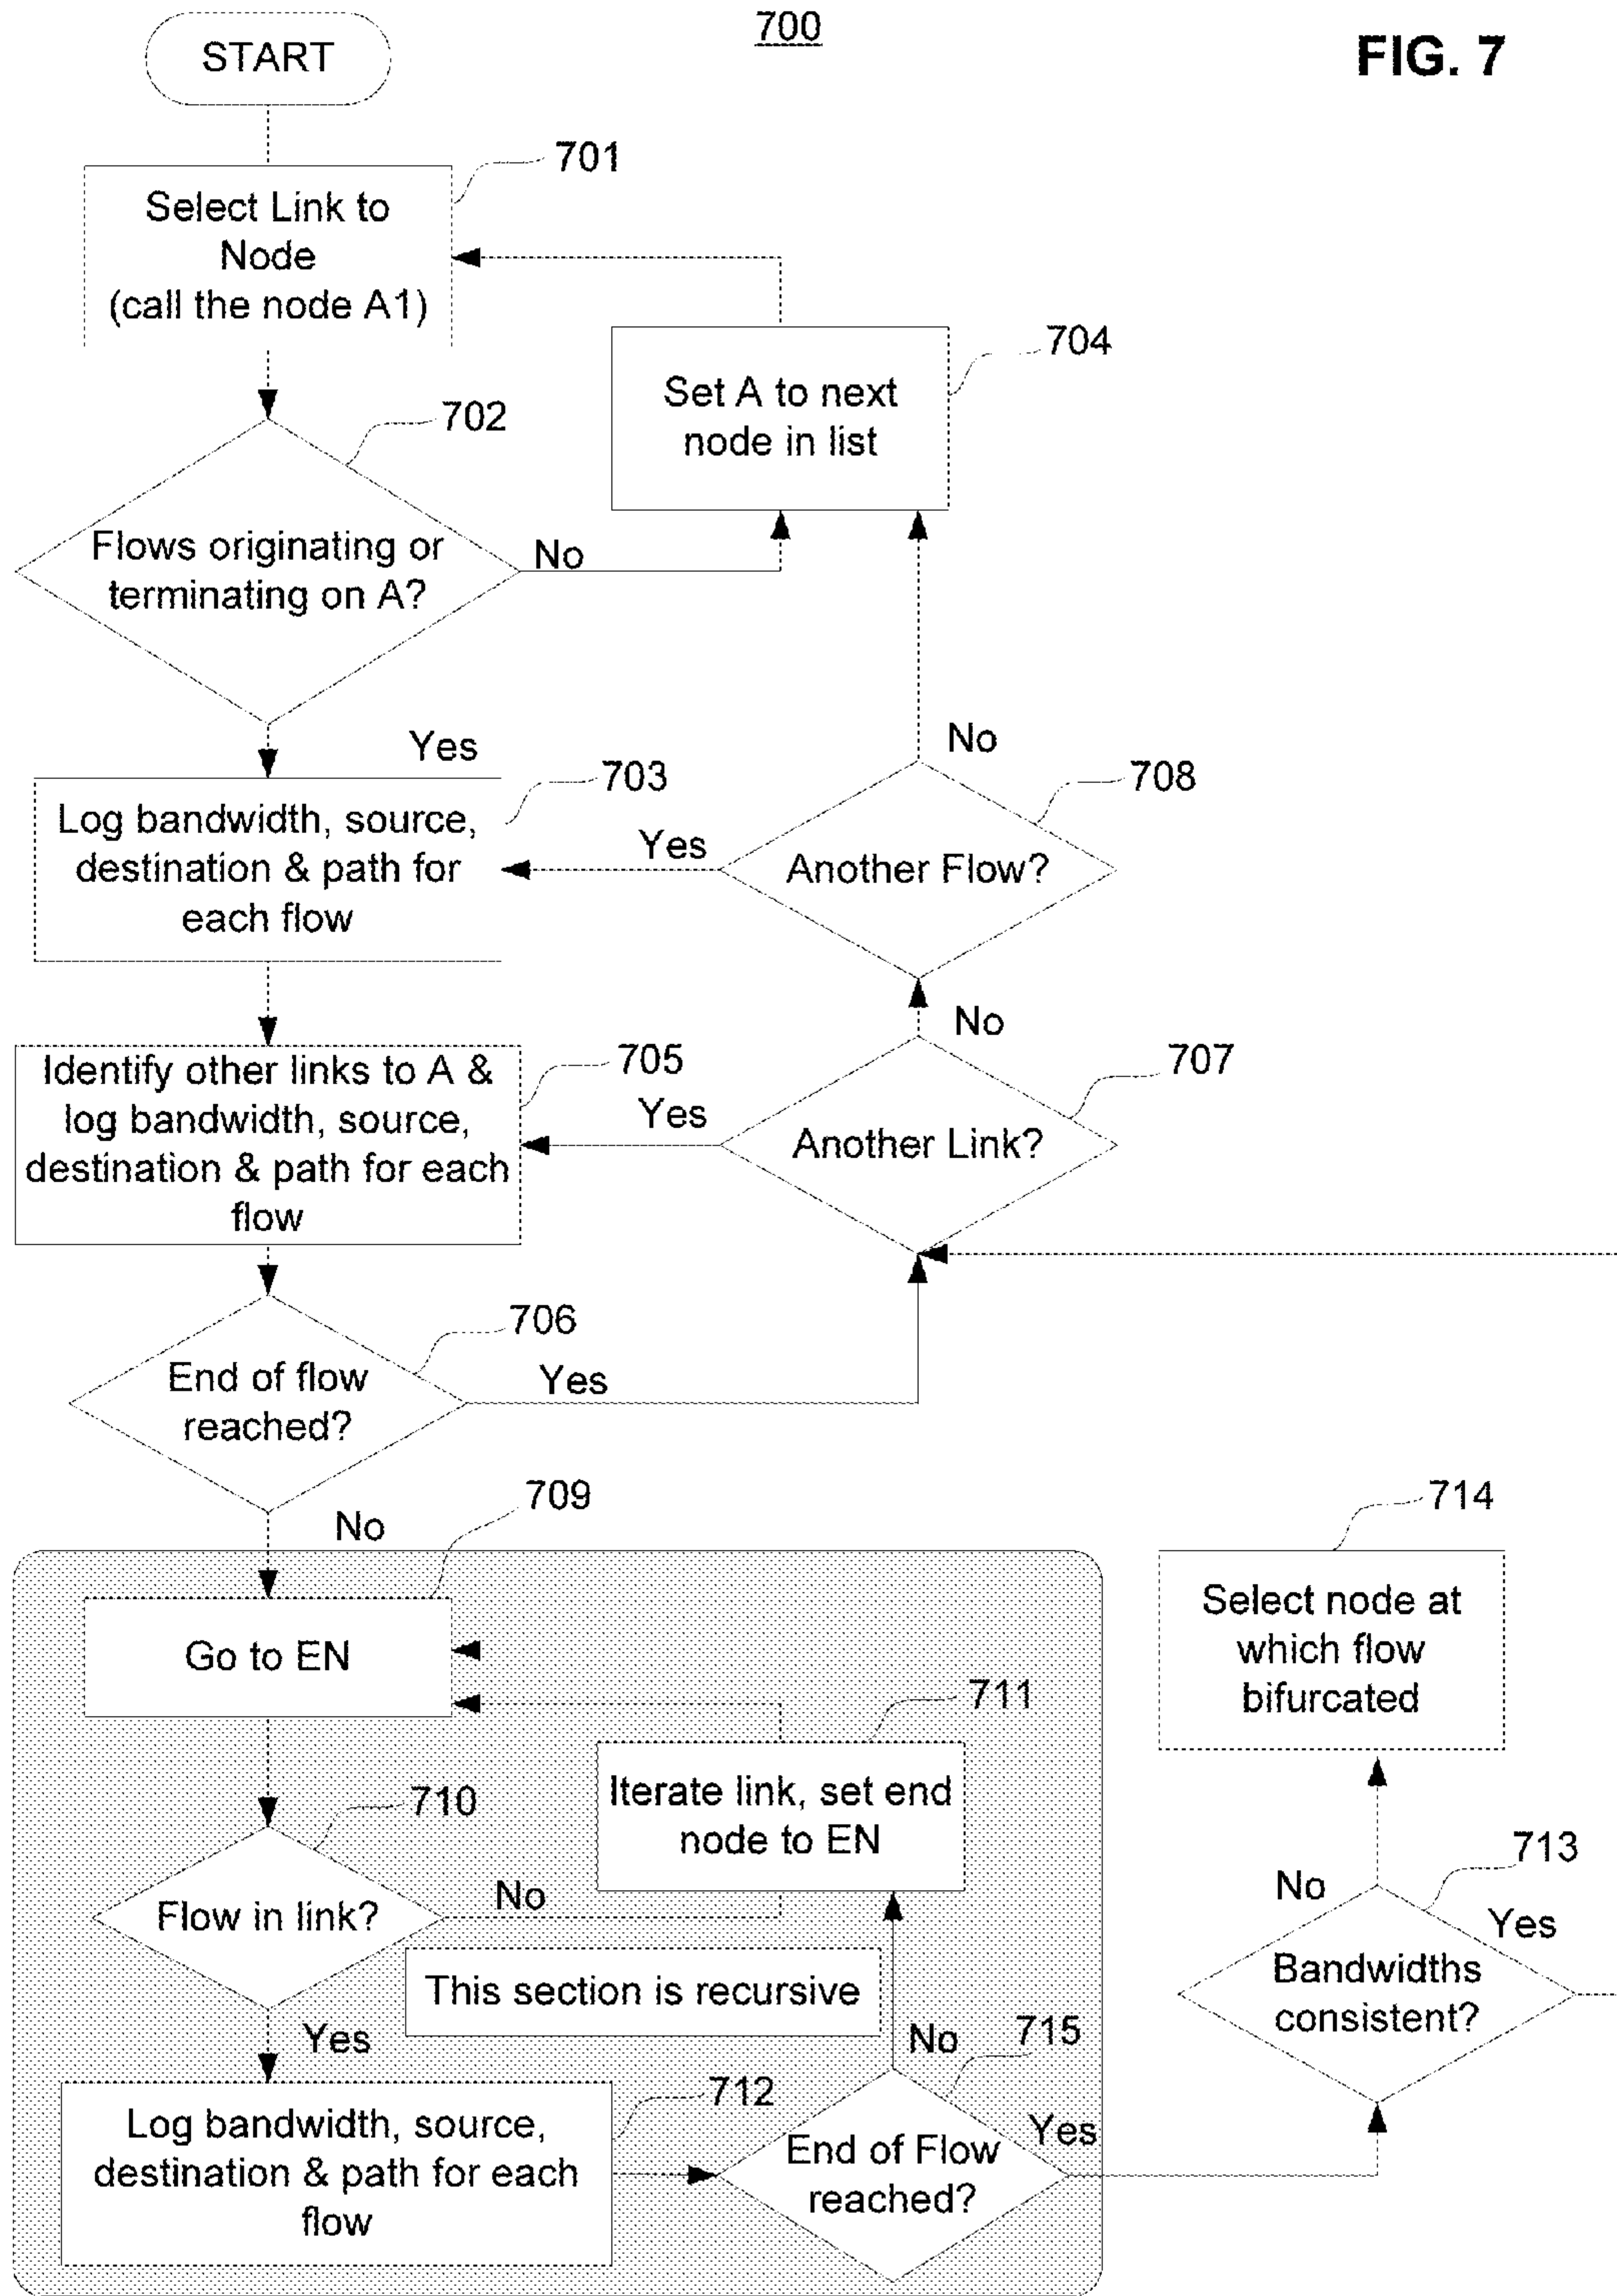 700
FIG. 7
START
701
Select Link to
Node
(call the node A1)
704
Set A to next
node in list
702
Flows originating or
terminating on A?
No
Yes
703
Log bandwidth, source,
destination & path for
each flow
No
708
Yes
Another Flow?
No
705
Identify other links to A &
log bandwidth, source,
destination & path for each
flow
707
Yes
Another Link?
706
End of flow
reached?
Yes
No
709
Go to EN
714
Select node at
which flow
bifurcated
711
Iterate link, set end
node to EN
710
Flow in link?
No
713
No
Yes
Bandwidths
consistent?
This section is recursive
Yes
No
715
712
Log bandwidth, source,
destination & path for each
flow
End of Flow
reached?
Yes